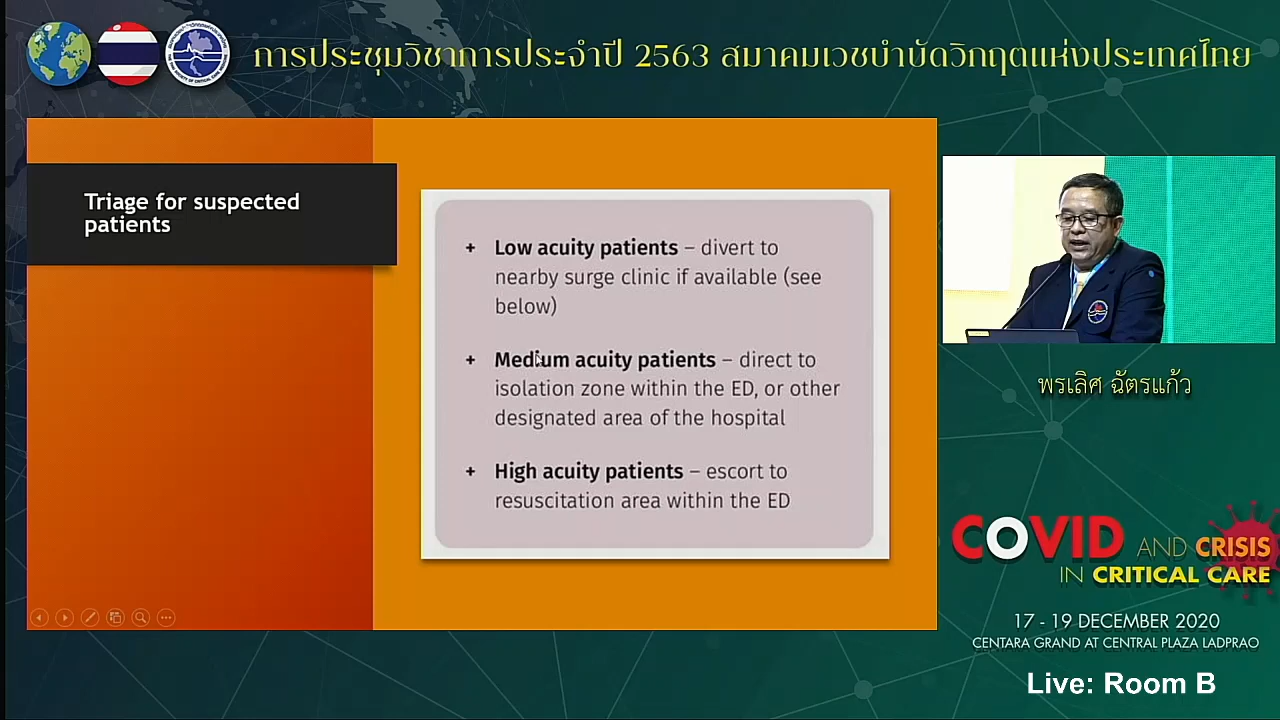 การประชุมวิชาการประจำปี 2563 สมาคมเวชบำบัดวิกฤตแห่งประเทศไทย
Triage for suspected
patients
+ Low acuity patients – divert to
nearby surge clinic if available (see
below)
+ Medium acuity patients – direct to
isolation zone within the ED, or other
designated area of the hospital
+ High acuity patients – escort to
resuscitation area within the ED
พรเลิศ ฉัตรแก้ว
COVID AND CRISIS
IN CRITICAL CARE
17 - 19 DECEMBER 2020
CENTARA GRAND AT CENTRAL PLAZA LADPRAO
Live: Room B